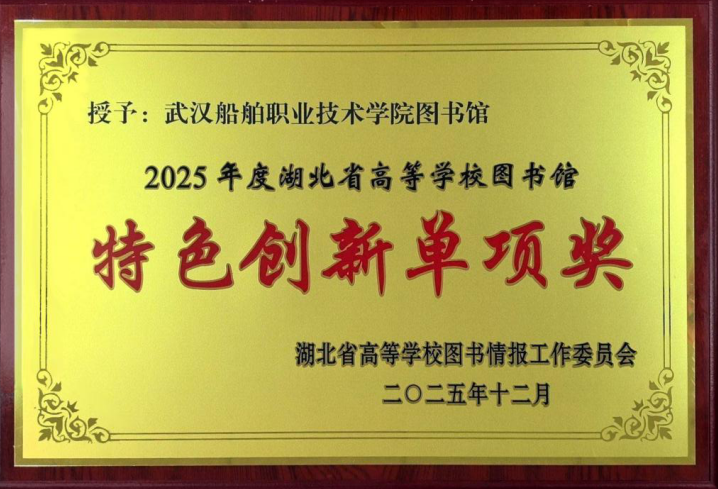 授予：武汉船舶职业技术学院图书馆
2025年度湖北省高等学校图书馆
特色创新单项奖
湖北省高等学校图书情报工作委员会
二〇二五年十二月